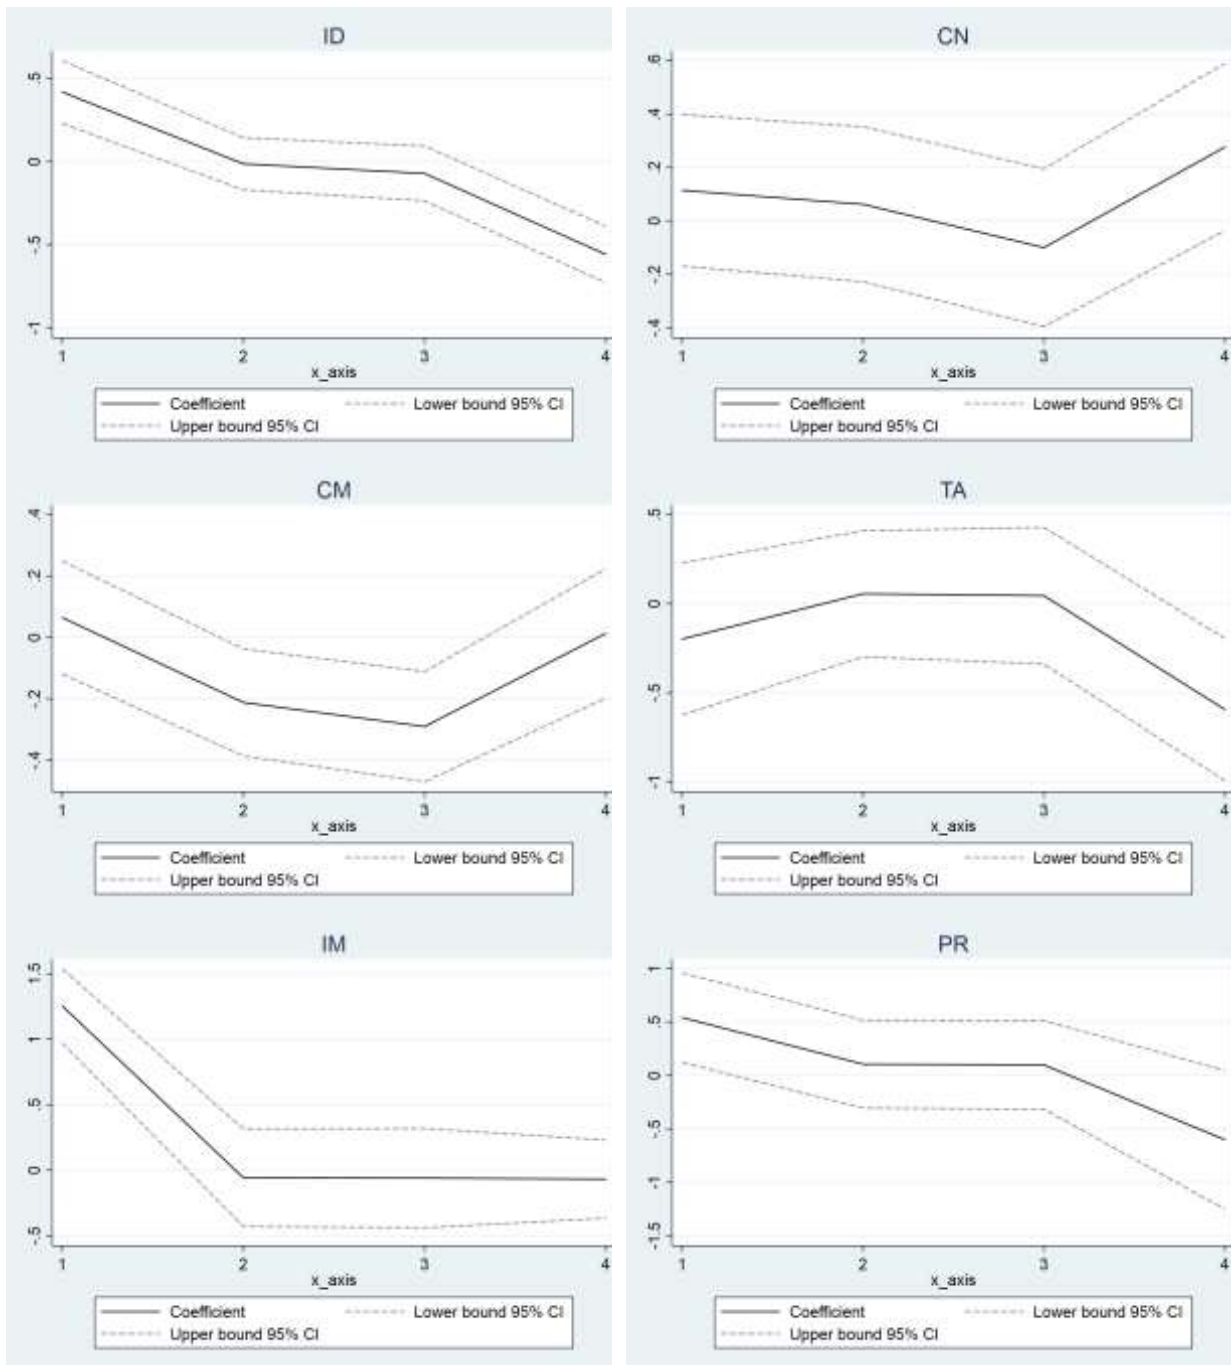 ID
.5
0
-.5
-1
1 2 3 4
x_axis
Coefficient Lower bound 95% CI
Upper bound 95% CI
CN
.6
.4
.2
0
-.2
-.4
1 2 3 4
x_axis
Coefficient Lower bound 95% CI
Upper bound 95% CI
CM
.4
.2
0
-.2
-.4
1 2 3 4
x_axis
Coefficient Lower bound 95% CI
Upper bound 95% CI
TA
.5
0
-.5
-1
1 2 3 4
x_axis
Coefficient Lower bound 95% CI
Upper bound 95% CI
IM
1.5
1
.5
0
-.5
1 2 3 4
x_axis
Coefficient Lower bound 95% CI
Upper bound 95% CI
PR
1
.5
0
-.5
-1
-1.5
1 2 3 4
x_axis
Coefficient Lower bound 95% CI
Upper bound 95% CI